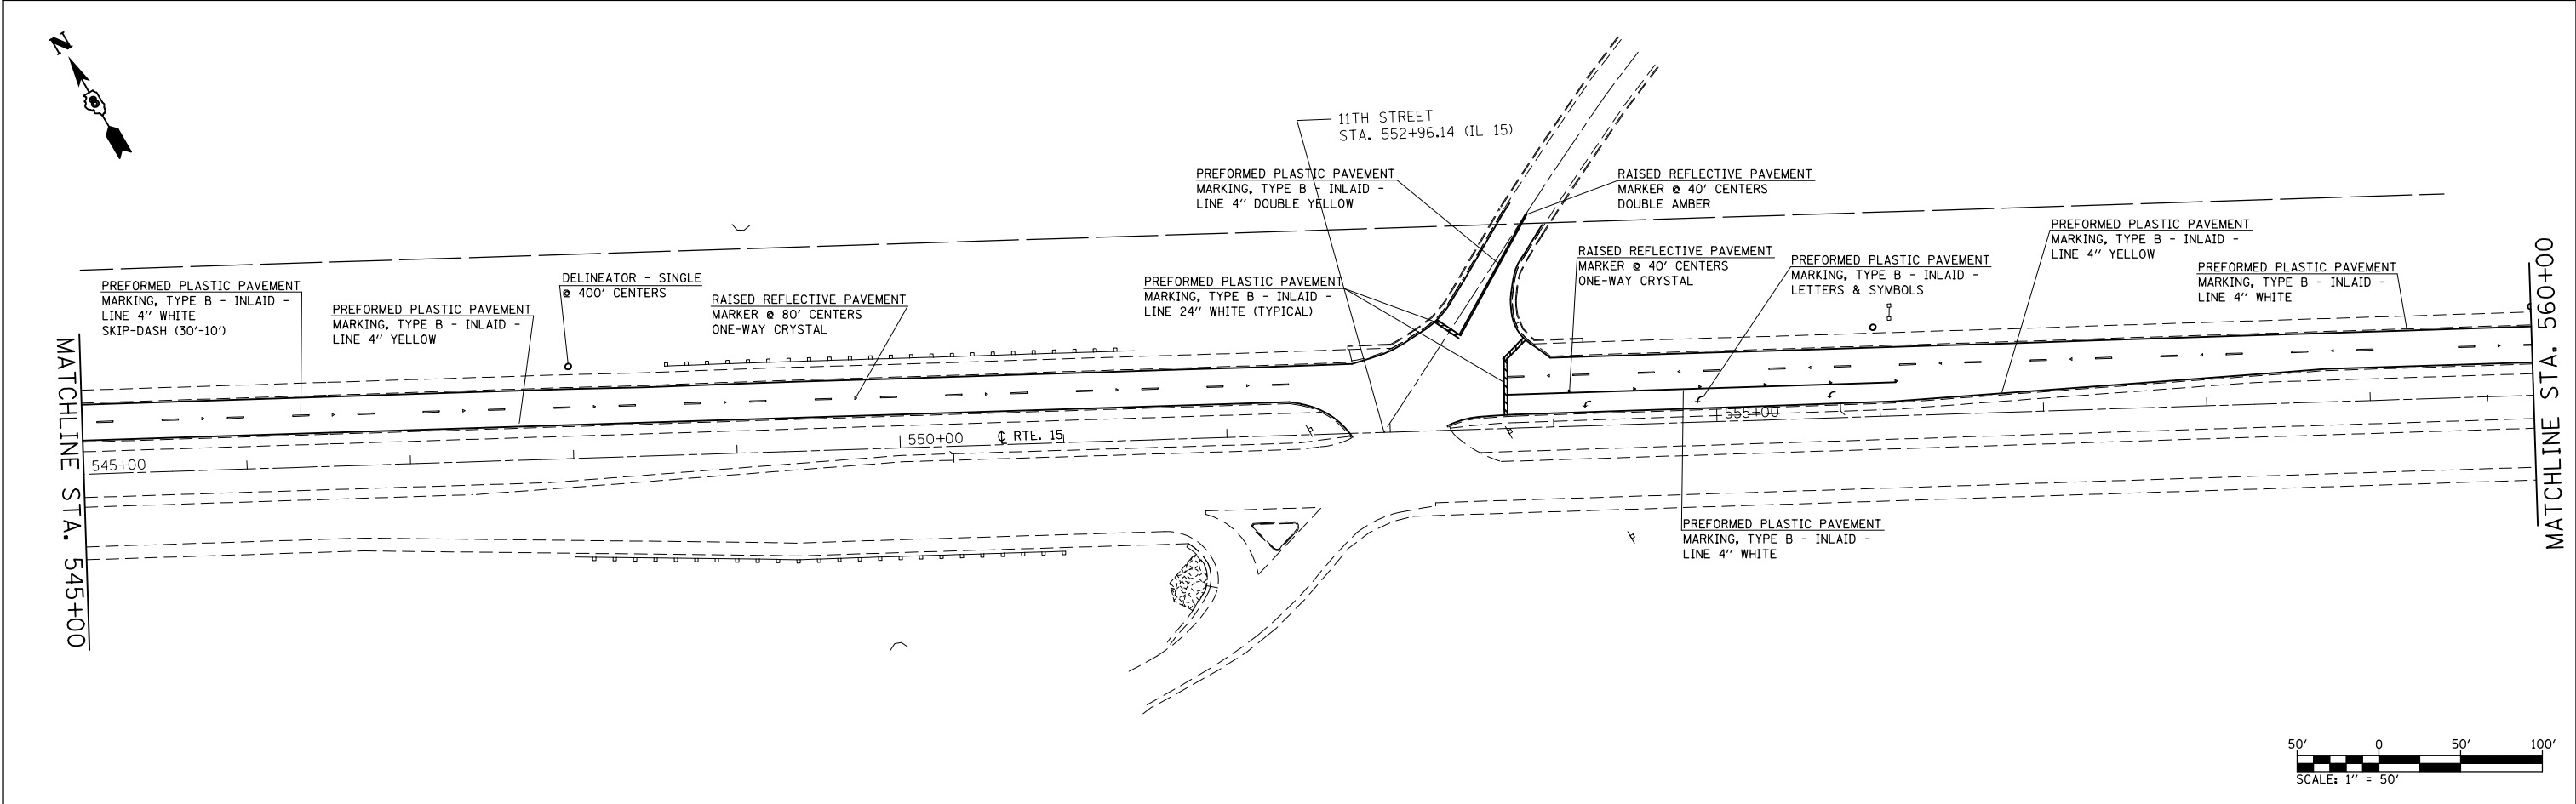 N
8
11TH STREET
STA. 552+96.14 (IL 15)
PREFORMED PLASTIC PAVEMENT
MARKING, TYPE B - INLAID -
LINE 4" DOUBLE YELLOW
RAISED REFLECTIVE PAVEMENT
MARKER @ 40' CENTERS
DOUBLE AMBER
PREFORMED PLASTIC PAVEMENT
MARKING, TYPE B - INLAID -
LINE 4" WHITE
SKIP-DASH (30'-10')
PREFORMED PLASTIC PAVEMENT
MARKING, TYPE B - INLAID -
LINE 4" YELLOW
DELINEATOR - SINGLE
@ 400' CENTERS
RAISED REFLECTIVE PAVEMENT
MARKER @ 80' CENTERS
ONE-WAY CRYSTAL
PREFORMED PLASTIC PAVEMENT
MARKING, TYPE B - INLAID -
LINE 24" WHITE (TYPICAL)
RAISED REFLECTIVE PAVEMENT
MARKER @ 40' CENTERS
ONE-WAY CRYSTAL
PREFORMED PLASTIC PAVEMENT
MARKING, TYPE B - INLAID -
LETTERS & SYMBOLS
PREFORMED PLASTIC PAVEMENT
MARKING, TYPE B - INLAID -
LINE 4" YELLOW
PREFORMED PLASTIC PAVEMENT
MARKING, TYPE B - INLAID -
LINE 4" WHITE
MATCHLINE STA. 545+00
545+00
550+00
℄ RTE. 15
555+00
MATCHLINE STA. 560+00
PREFORMED PLASTIC PAVEMENT
MARKING, TYPE B - INLAID -
LINE 4" WHITE
50' 0 50' 100'
SCALE: 1" = 50'